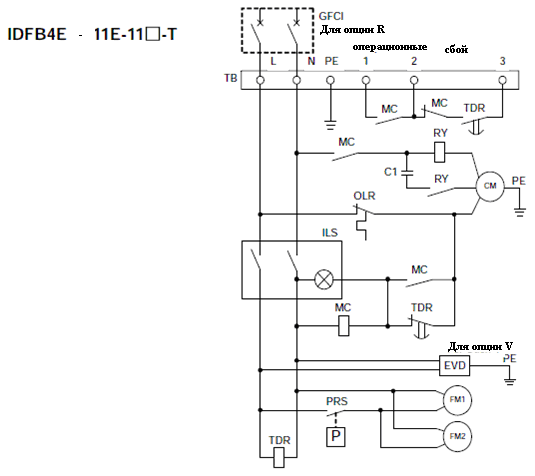 GFCI
IDFB4E - 11E-11□-T
Для опции R
операционные сбой
L N PE 1 2 3
TB
MC MC TDR
MC RY
C1 RY CM PE
OLR
ILS
MC
MC TDR
Для опции V
EVD PE
PRS FM1
P
TDR FM2